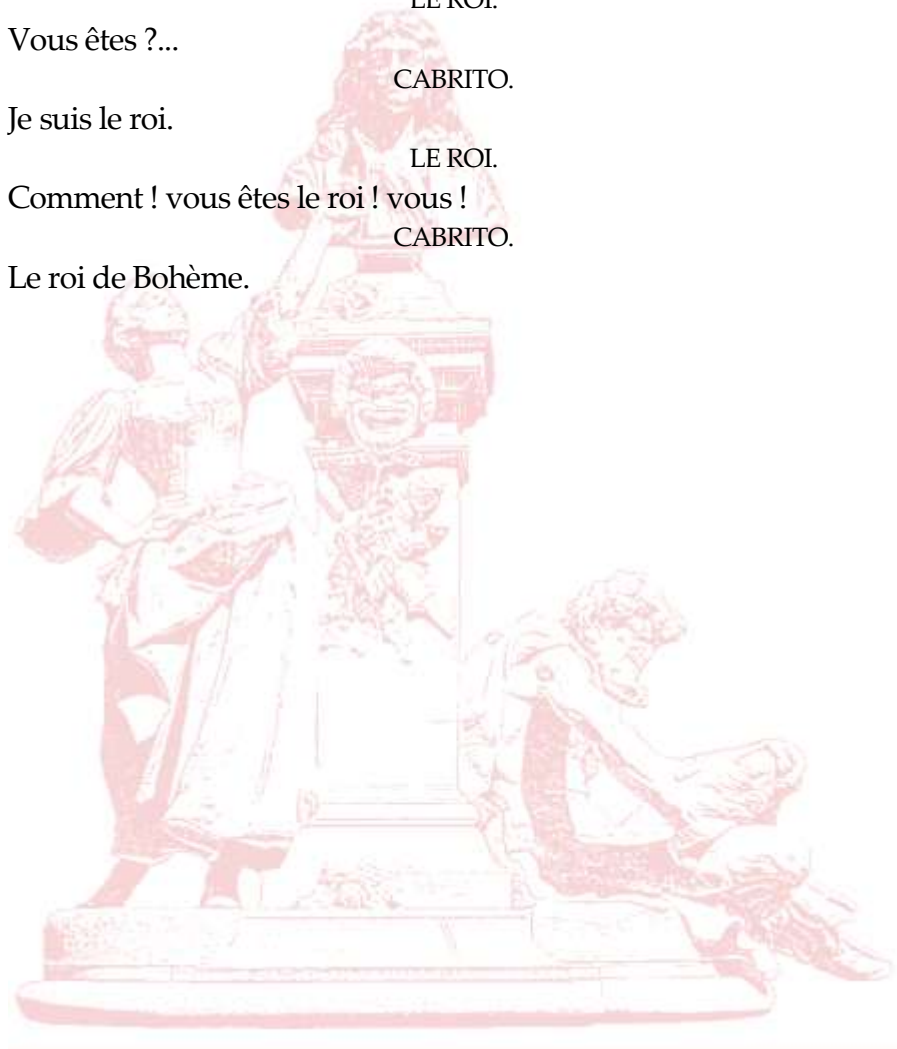 LE ROI.
Vous êtes ?...
CABRITO.
Je suis le roi.
LE ROI.
Comment ! vous êtes le roi ! vous !
CABRITO.
Le roi de Bohème.